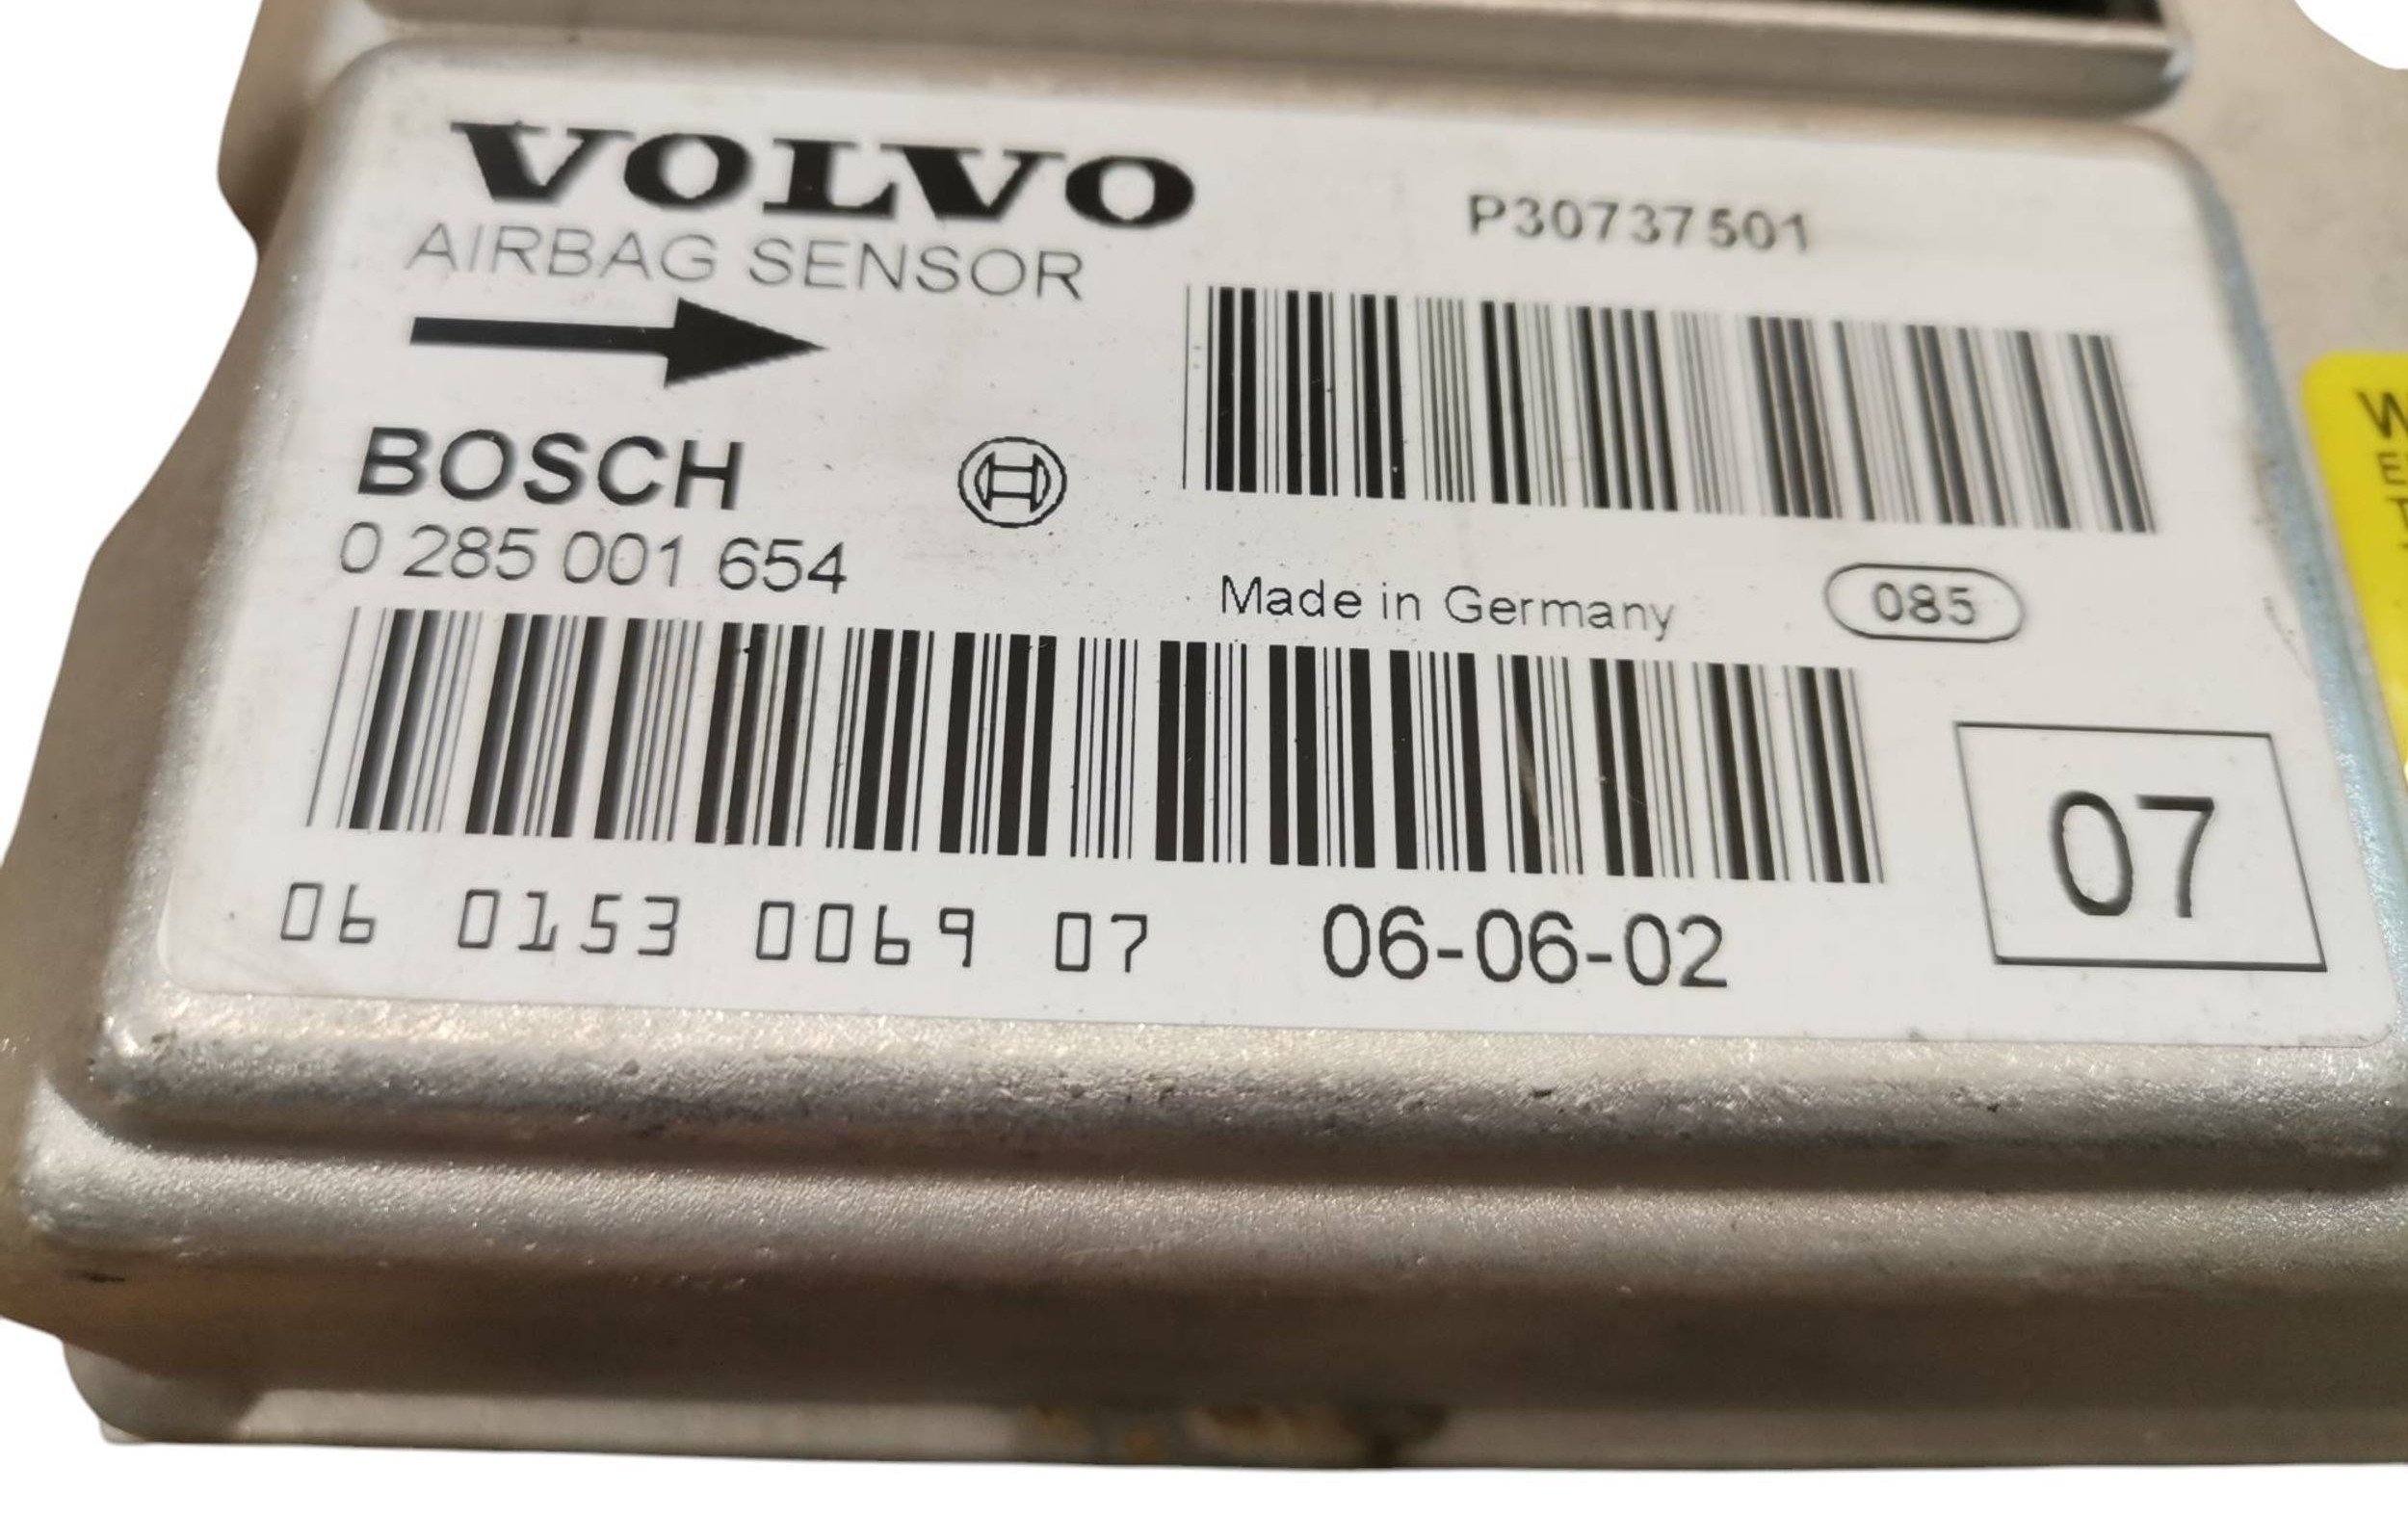 VOLVO
P30737501
AIRBAG SENSOR
BOSCH
0 285 001 654
Made in Germany
085
07
06 0153 0069 07
06-06-02